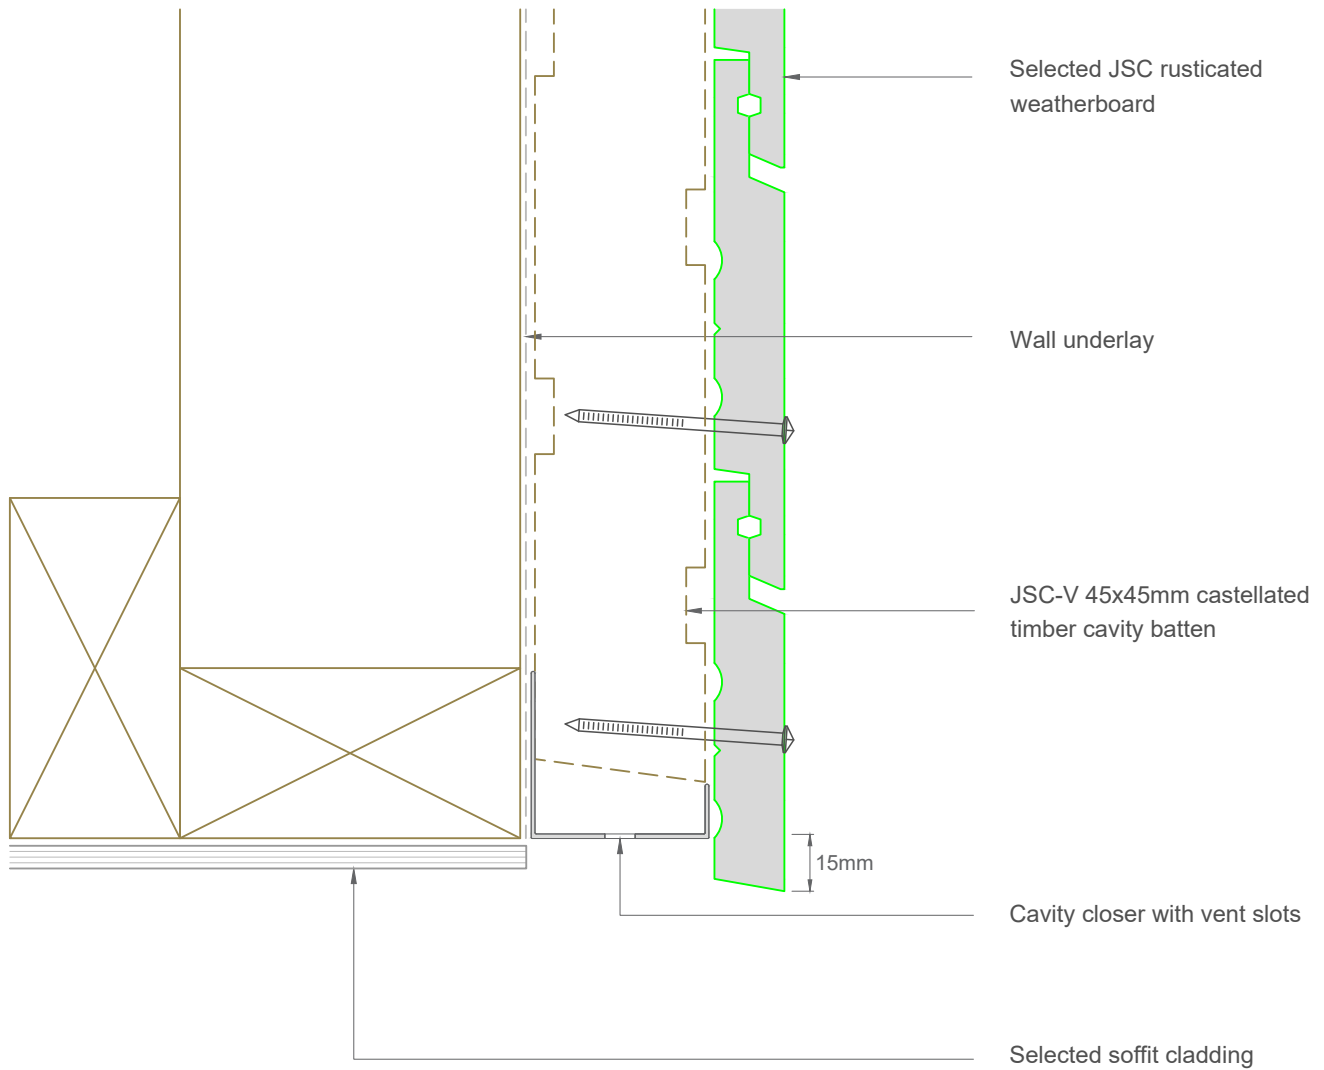 Selected JSC rusticated
weatherboard
Wall underlay
JSC-V 45x45mm castellated
timber cavity batten
15mm
Cavity closer with vent slots
Selected soffit cladding